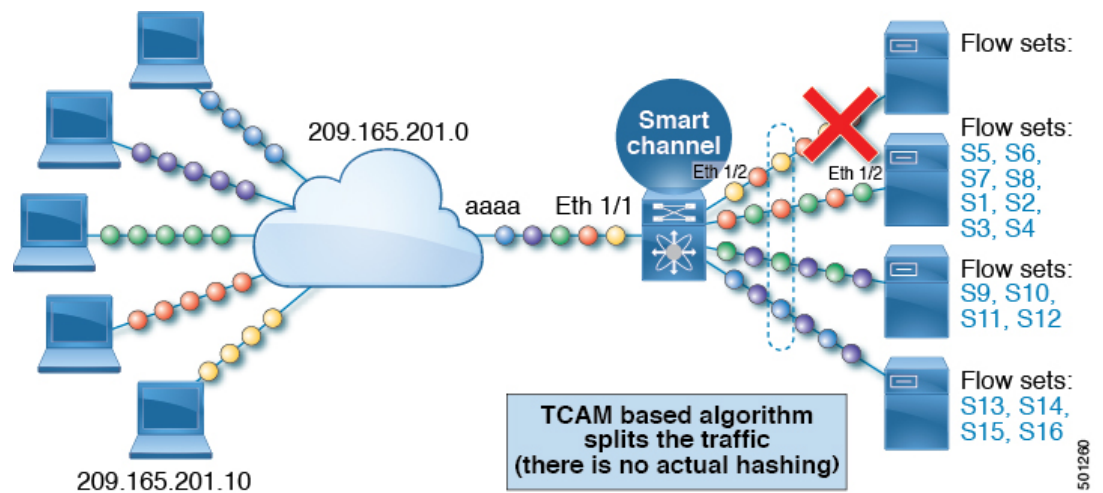 209.165.201.0
aaaa
Eth 1/1
Smart
channel
Eth 1/2
Eth 1/2
Flow sets:
Flow sets:
S5, S6,
S7, S8,
S1, S2,
S3, S4
Flow sets:
S9, S10,
S11, S12
Flow sets:
S13, S14,
S15, S16
TCAM based algorithm
splits the traffic
(there is no actual hashing)
209.165.201.10
501260